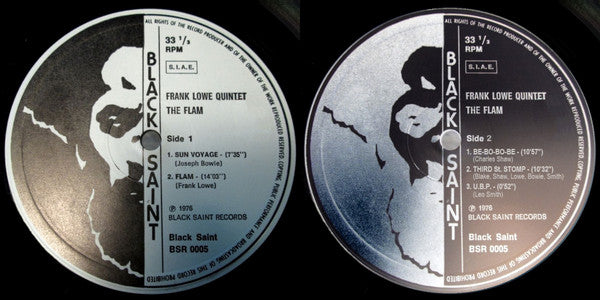 ALL RIGHTS OF THE RECORD PRODUCER AND OF THE OWNER OF THE WORK REPRODUCED RESERVED COPYING PUBLIC PERFORMANCE AND BROADCASTING OF THIS RECORD PROHIBITED
33 1/3
RPM
S.I.A.E.
BLACK SAINT
FRANK LOWE QUINTET
THE FLAM
Side 1
1. SUN VOYAGE - (7'35")
(Joseph Bowie)
2. FLAM - (14'03'')
(Frank Lowe)
℗ 1976
BLACK SAINT RECORDS
Black Saint
BSR 0005
ALL RIGHTS OF THE RECORD PRODUCER AND OF THE OWNER OF THE WORK REPRODUCED RESERVED COPYING PUBLIC PERFORMANCE AND BROADCASTING OF THIS RECORD PROHIBITED
33 1/3
RPM
S.I.A.E.
BLACK SAINT
FRANK LOWE QUINTET
THE FLAM
Side 2
1. BE-BO-BO-BE - (10'57")
(Charles Shaw)
2. THIRD St. STOMP - (10'32")
(Blake, Shaw, Lowe, Bowie, Smith)
3. U.B.P. - (0'52")
(Leo Smith)
℗ 1976
BLACK SAINT RECORDS
Black Saint
BSR 0005